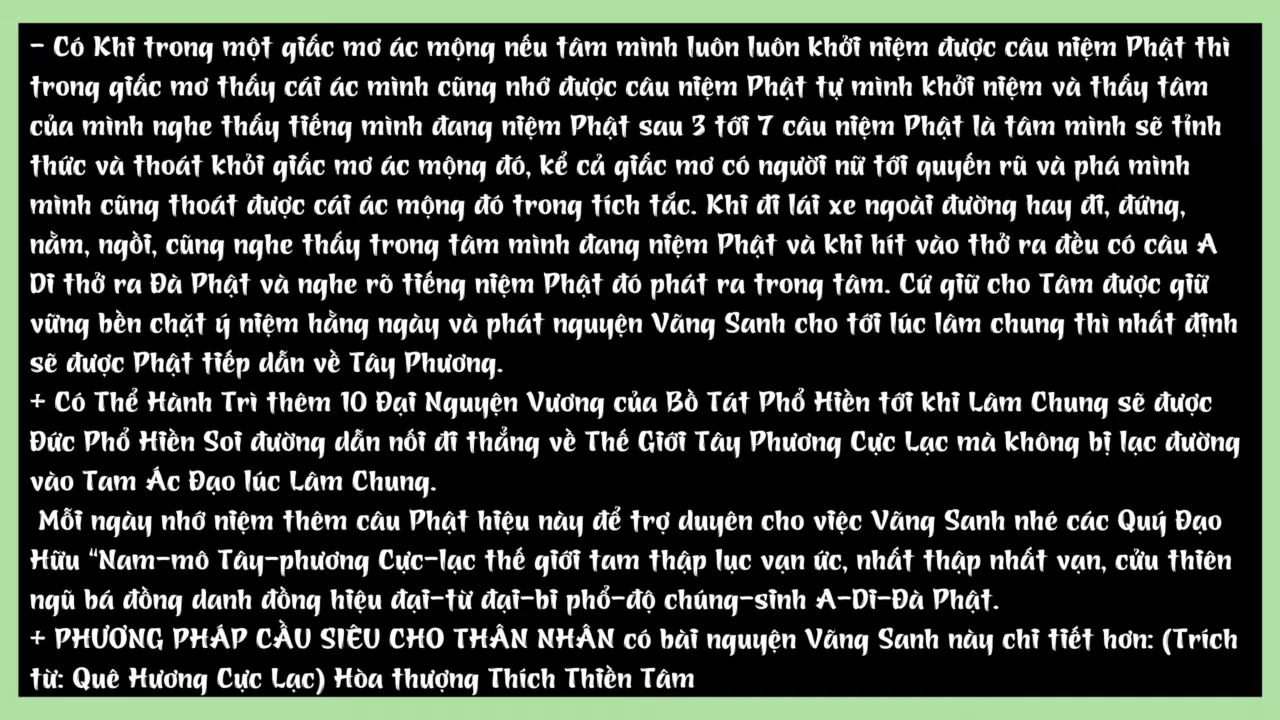 - Có Khi trong một giấc mơ ác mộng nếu tâm mình luôn luôn khởi niệm được câu niệm Phật thì
trong giấc mơ thấy cái ác mình cũng nhớ được câu niệm Phật tự mình khởi niệm và thấy tâm
của mình nghe thấy tiếng mình đang niệm Phật sau 3 tới 7 câu niệm Phật là tâm mình sẽ tỉnh
thức và thoát khỏi giấc mơ ác mộng đó, kể cả giấc mơ có người nữ tới quyến rũ và phá mình
mình cũng thoát được cái ác mộng đó trong tích tắc. Khi đi lái xe ngoài đường hay đi, đứng,
nằm, ngồi, cũng nghe thấy trong tâm mình đang niệm Phật và khi hít vào thở ra đều có câu A
Di thở ra Đà Phật và nghe rõ tiếng niệm Phật đó phát ra trong tâm. Cứ giữ cho Tâm được giữ
vững bền chặt ý niệm hằng ngày và phát nguyện Vãng Sanh cho tới lúc lâm chung thì nhất định
sẽ được Phật tiếp dẫn về Tây Phương.
+ Có Thể Hành Trì thêm 10 Đại Nguyện Vương của Bồ Tát Phổ Hiền tới khi Lâm Chung sẽ được
Đức Phổ Hiền Soi đường dẫn nối đi thẳng về Thế Giới Tây Phương Cực Lạc mà không bị lạc đường
vào Tam Ác Đạo lúc Lâm Chung.
Mỗi ngày nhớ niệm thêm câu Phật hiệu này để trợ duyên cho việc Vãng Sanh nhé các Quý Đạo
Hữu "Nam-mô Tây-phương Cực-lạc thế giới tam thập lục vạn ức, nhất thập nhất vạn, cửu thiên
ngũ bá đồng danh đồng hiệu đại-từ đại-bi phổ-độ chúng-sinh A-Di-Đà Phật.
+ PHƯƠNG PHÁP CẦU SIÊU CHO THÂN NHÂN có bài nguyện Vãng Sanh này chi tiết hơn: (Trích
từ: Quê Hương Cực Lạc) Hòa thượng Thích Thiền Tâm